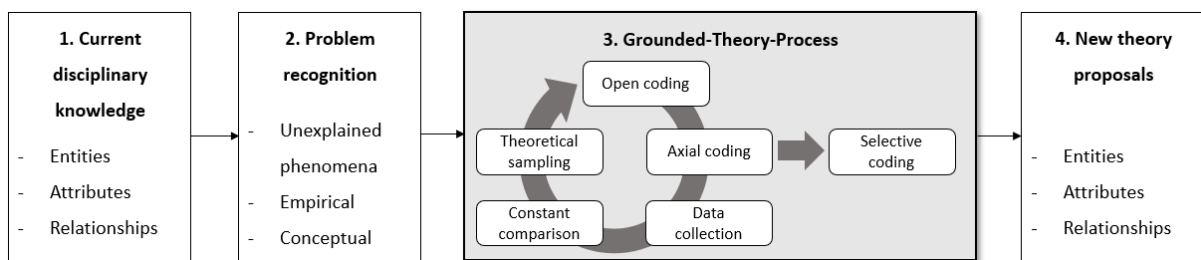 1. Current
disciplinary
knowledge
- Entities
- Attributes
- Relationships
2. Problem
recognition
- Unexplained
phenomena
- Empirical
- Conceptual
3. Grounded-Theory-Process
Open coding
Theoretical
sampling
Axial coding
Selective
coding
Constant
comparison
Data
collection
4. New theory
proposals
- Entities
- Attributes
- Relationships